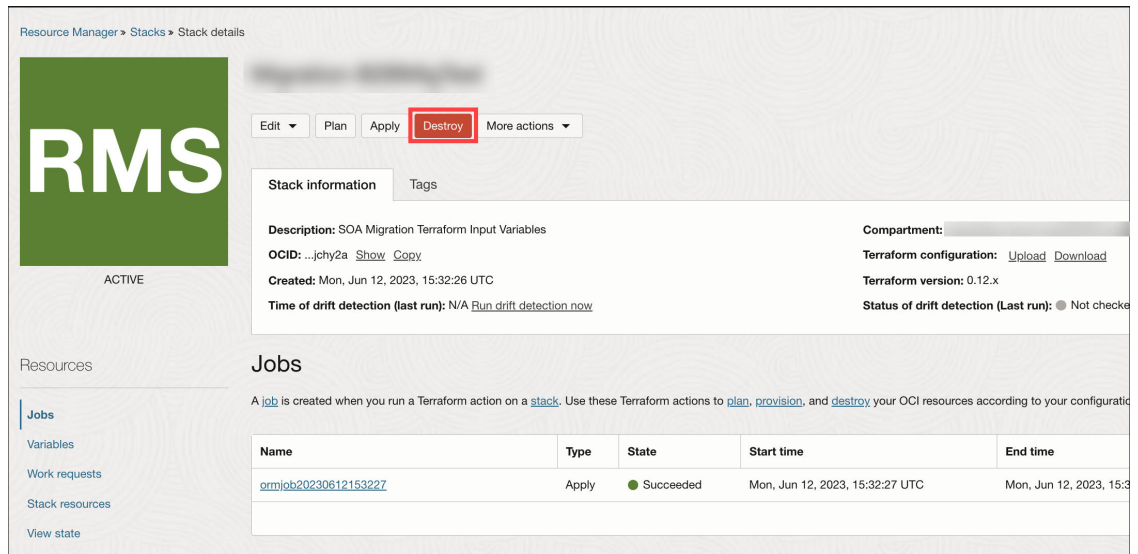 Resource Manager » Stacks » Stack details
RMS
ACTIVE
Edit Plan Apply Destroy More actions
Stack information Tags
Description: SOA Migration Terraform Input Variables
OCID: ...jchy2a Show Copy
Created: Mon, Jun 12, 2023, 15:32:26 UTC
Time of drift detection (last run): N/A Run drift detection now
Compartment:
Terraform configuration: Upload Download
Terraform version: 0.12.x
Status of drift detection (Last run): Not checke
Resources
Jobs
Variables
Work requests
Stack resources
View state
Jobs
A job is created when you run a Terraform action on a stack. Use these Terraform actions to plan, provision, and destroy your OCI resources according to your configuratio
Name Type State Start time End time
ormjob20230612153227 Apply Succeeded Mon, Jun 12, 2023, 15:32:27 UTC Mon, Jun 12, 2023, 15:3